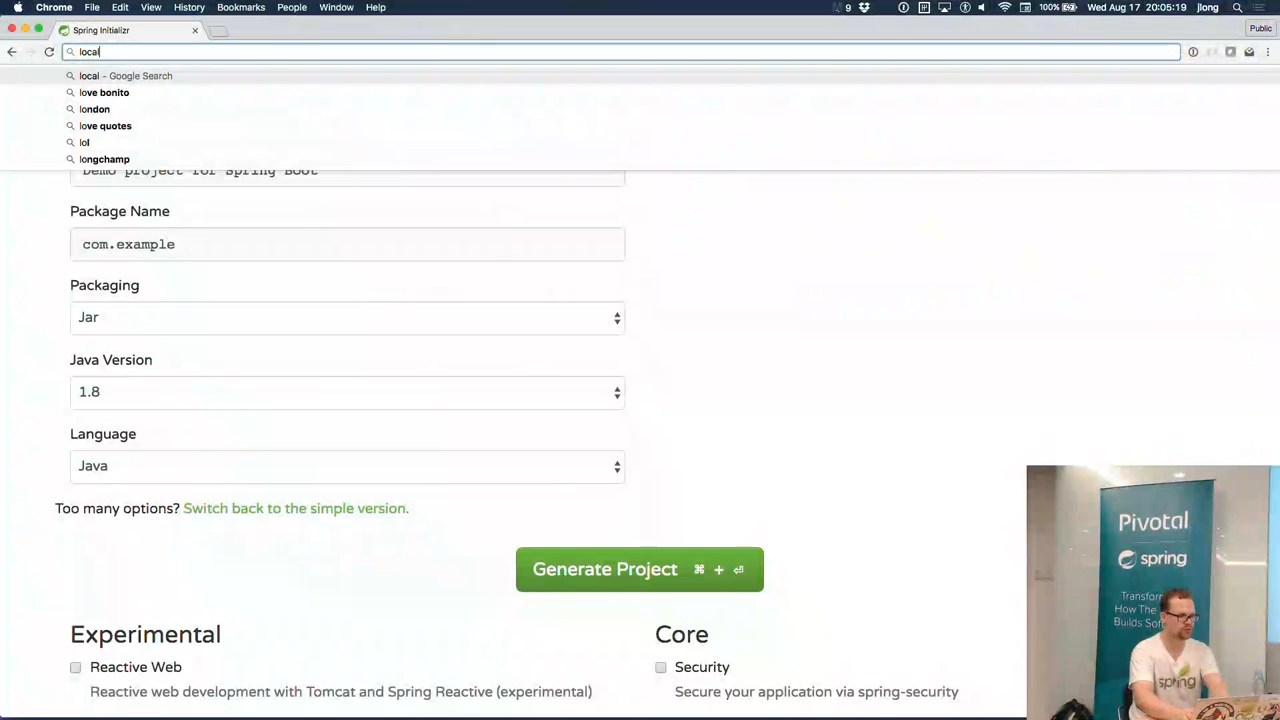 Chrome File Edit View History Bookmarks People Window Help
9
100%
Wed Aug 17 20:05:19 jlong
Spring Initializr
Public
local
local - Google Search
love bonito
london
love quotes
lol
longchamp
Demo project for Spring Boot
Package Name
com.example
Packaging
Jar
Java Version
1.8
Language
Java
Too many options? Switch back to the simple version.
Generate Project ⌘ + ⏎
Experimental
Reactive Web
Reactive web development with Tomcat and Spring Reactive (experimental)
Core
Security
Secure your application via spring-security
Pivotal
spring
How The
spring